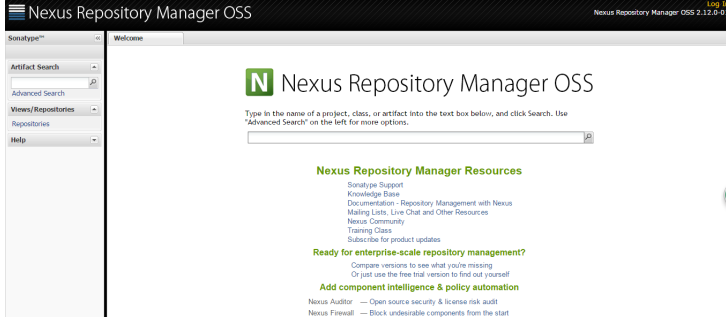 Nexus Repository Manager OSS
Log In
Nexus Repository Manager OSS 2.12.0-01
Sonatype™
Welcome
Artifact Search
Advanced Search
Views/Repositories
Repositories
Help
N Nexus Repository Manager OSS
Type in the name of a project, class, or artifact into the text box below, and click Search. Use
"Advanced Search" on the left for more options.
Nexus Repository Manager Resources
Sonatype Support
Knowledge Base
Documentation - Repository Management with Nexus
Mailing Lists, Live Chat and Other Resources
Nexus Community
Training Class
Subscribe for product updates
Ready for enterprise-scale repository management?
Compare versions to see what you're missing
Or just use the free trial version to find out yourself
Add component intelligence & policy automation
Nexus Auditor — Open source security & license risk audit
Nexus Firewall — Block undesirable components from the start